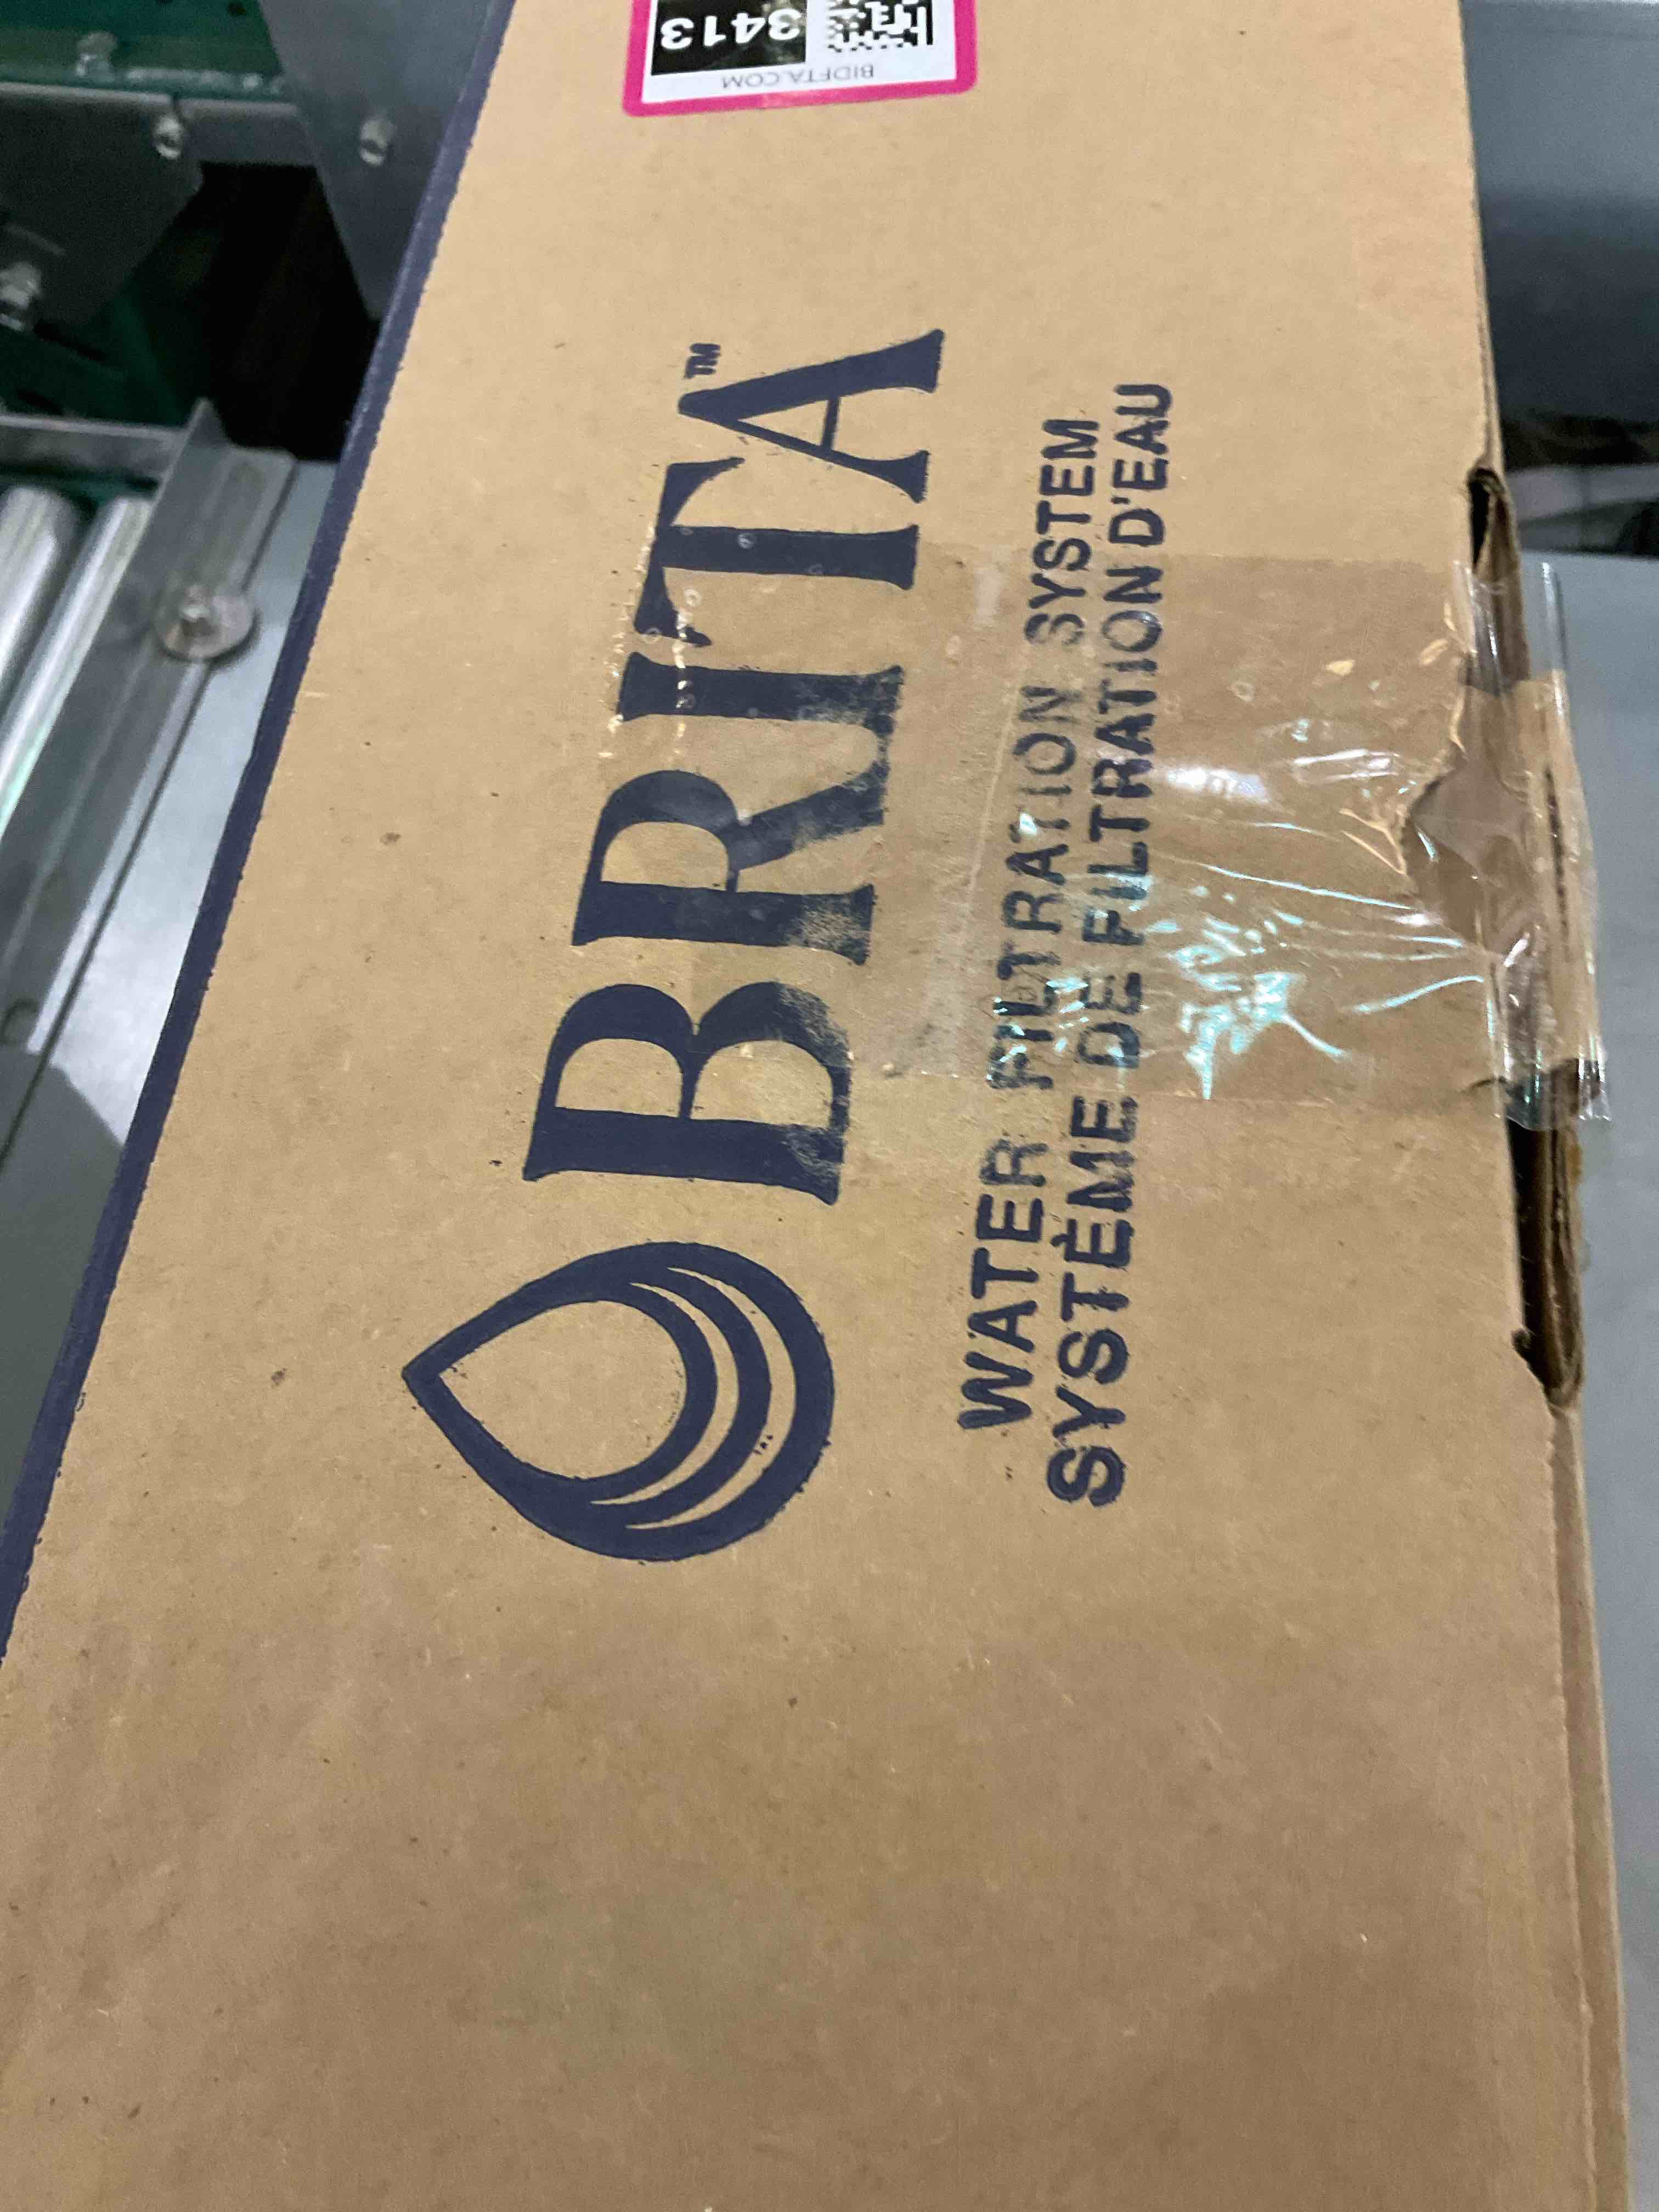 BRITA™
WATER FILTRATION SYSTEM
SYSTÈME DE FILTRATION D'EAU
BIDFTA.COM
3413